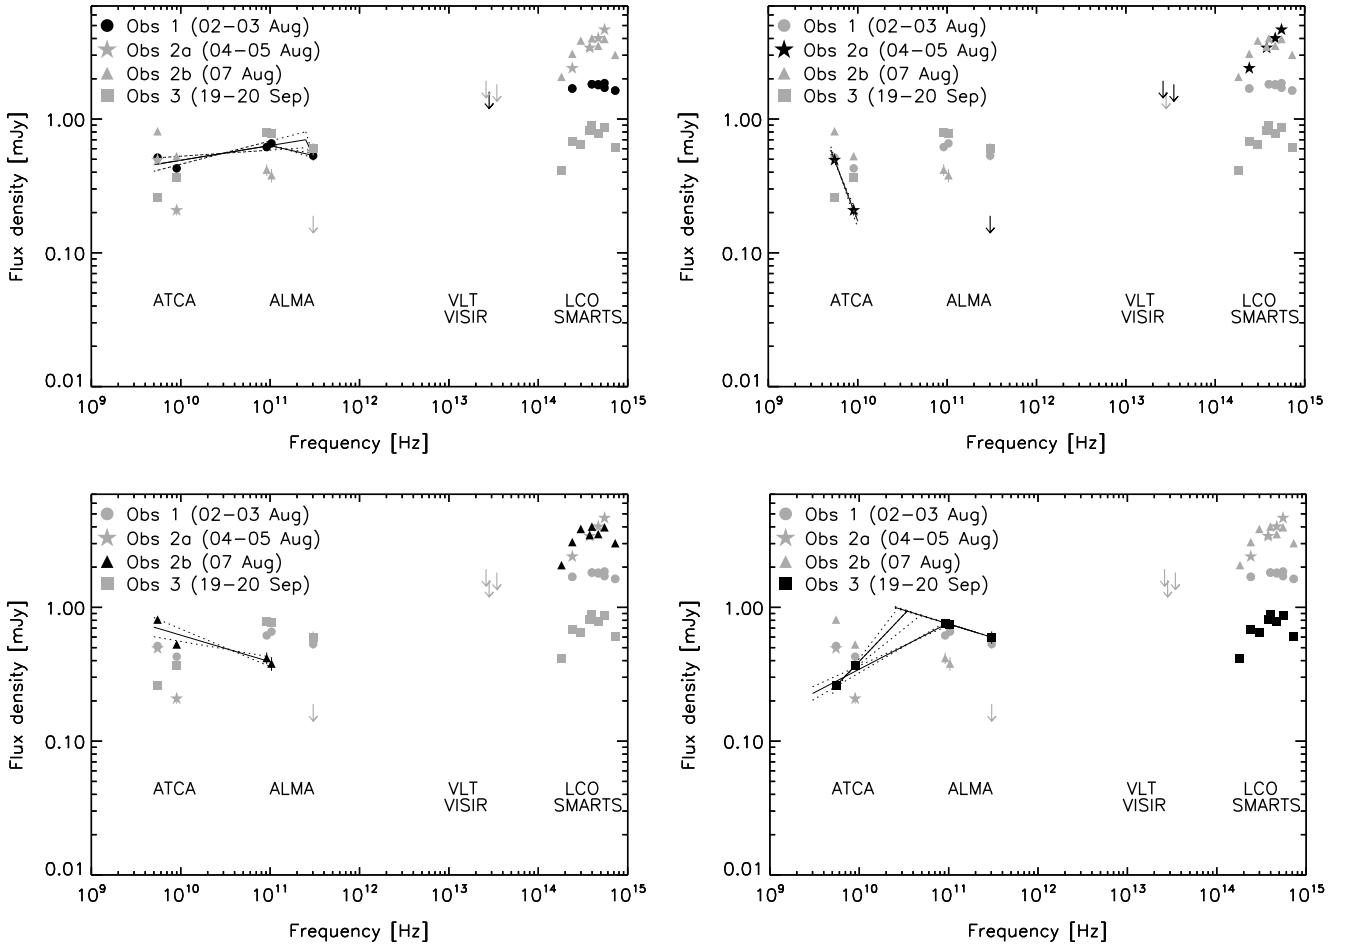 Obs 1 (02-03 Aug)
Obs 2a (04-05 Aug)
Obs 2b (07 Aug)
Obs 3 (19-20 Sep)
1.00
0.10
0.01
Flux density [mJy]
ATCA
ALMA
VLT
VISIR
LCO
SMARTS
10^9
10^10
10^11
10^12
10^13
10^14
10^15
Frequency [Hz]
Obs 1 (02-03 Aug)
Obs 2a (04-05 Aug)
Obs 2b (07 Aug)
Obs 3 (19-20 Sep)
1.00
0.10
0.01
Flux density [mJy]
ATCA
ALMA
VLT
VISIR
LCO
SMARTS
10^9
10^10
10^11
10^12
10^13
10^14
10^15
Frequency [Hz]
Obs 1 (02-03 Aug)
Obs 2a (04-05 Aug)
Obs 2b (07 Aug)
Obs 3 (19-20 Sep)
1.00
0.10
0.01
Flux density [mJy]
ATCA
ALMA
VLT
VISIR
LCO
SMARTS
10^9
10^10
10^11
10^12
10^13
10^14
10^15
Frequency [Hz]
Obs 1 (02-03 Aug)
Obs 2a (04-05 Aug)
Obs 2b (07 Aug)
Obs 3 (19-20 Sep)
1.00
0.10
0.01
Flux density [mJy]
ATCA
ALMA
VLT
VISIR
LCO
SMARTS
10^9
10^10
10^11
10^12
10^13
10^14
10^15
Frequency [Hz]